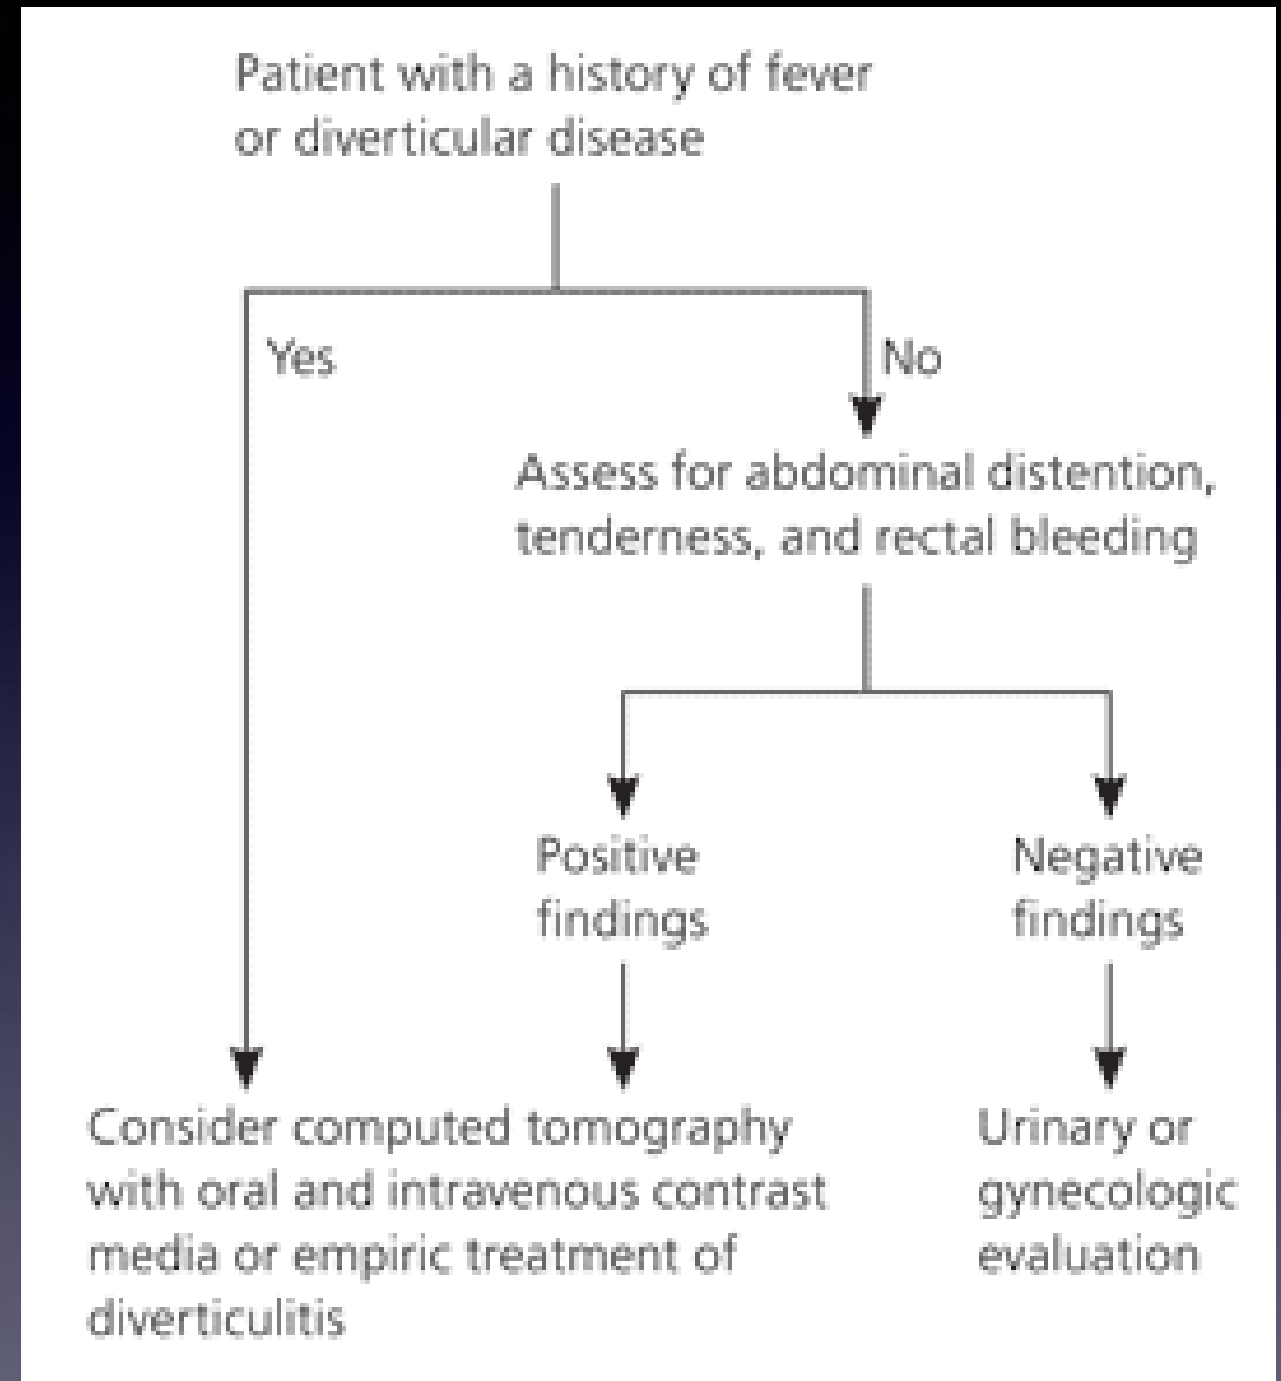 Patient with a history of fever
or diverticular disease
Yes
No
Assess for abdominal distention,
tenderness, and rectal bleeding
Positive
findings
Negative
findings
Consider computed tomography
with oral and intravenous contrast
media or empiric treatment of
diverticulitis
Urinary or
gynecologic
evaluation